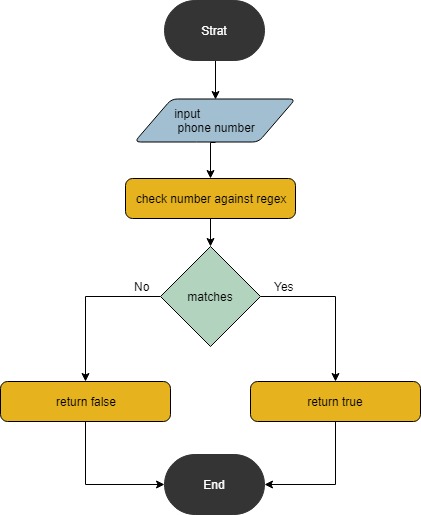 Strat
input
phone number
check number against regex
matches
No
Yes
return false
return true
End